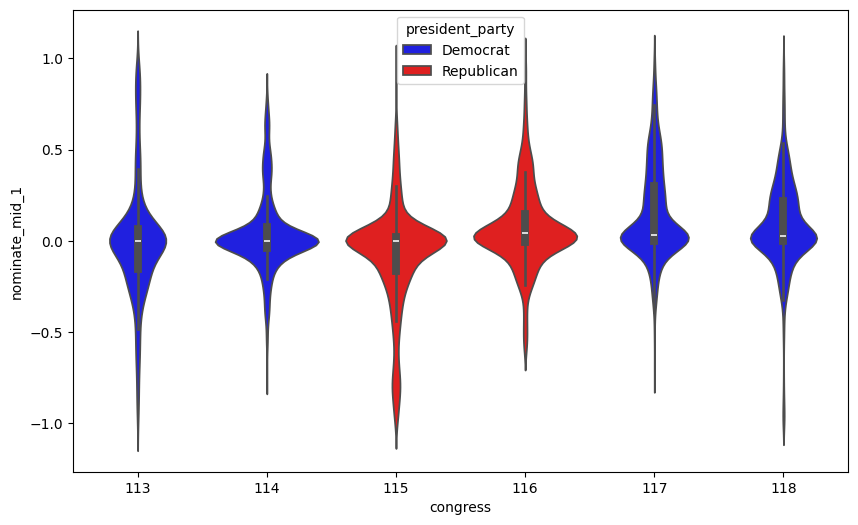 president_party
Democrat
Republican
1.0
0.5
0.0
−0.5
−1.0
nominate_mid_1
113 114 115 116 117 118
congress